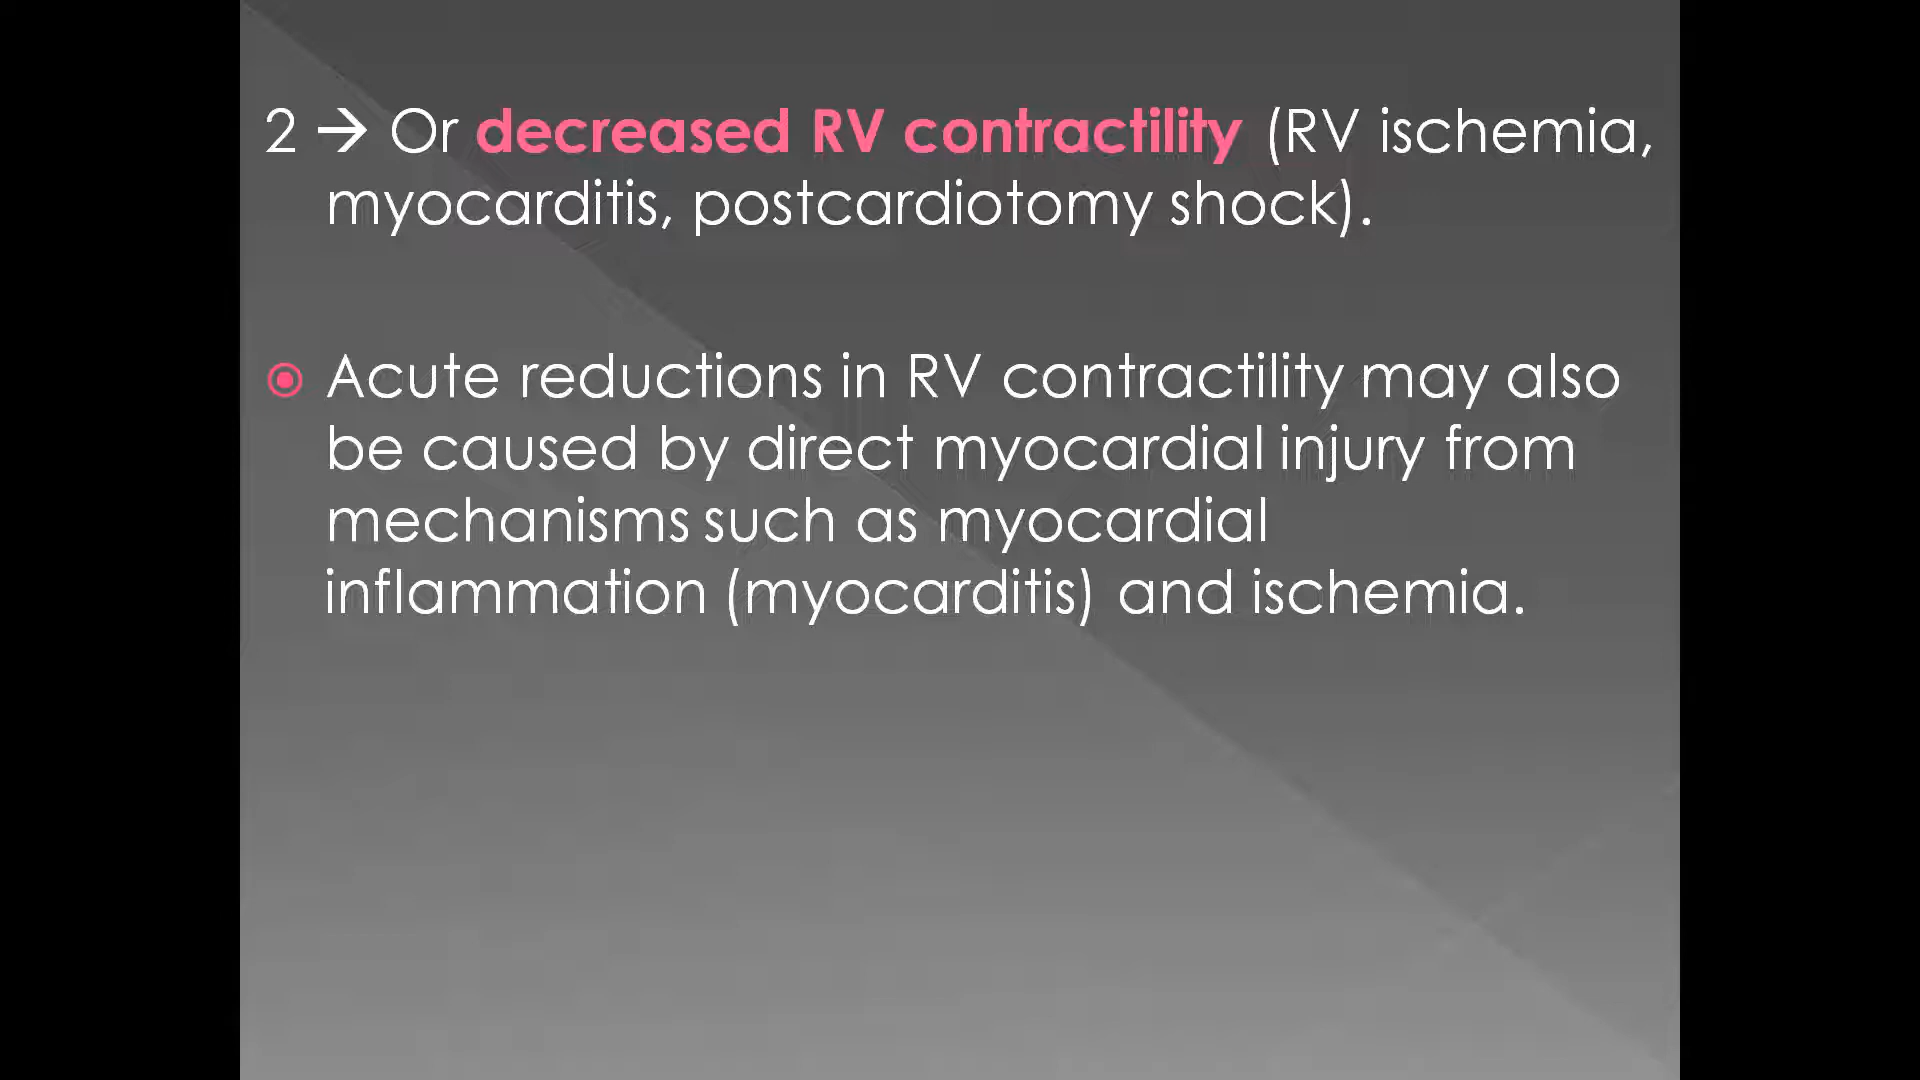 2 → Or decreased RV contractility (RV ischemia,
myocarditis, postcardiotomy shock).
Acute reductions in RV contractility may also
be caused by direct myocardial injury from
mechanisms such as myocardial
inflammation (myocarditis) and ischemia.